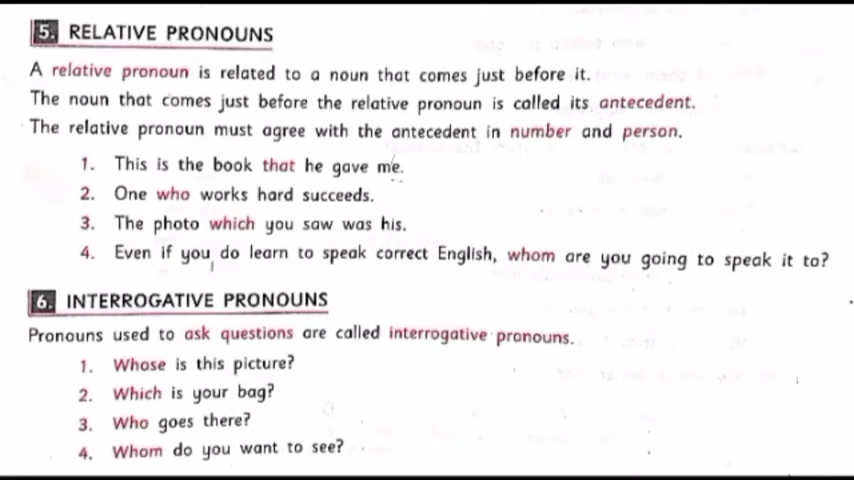 5. RELATIVE PRONOUNS
A relative pronoun is related to a noun that comes just before it.
The noun that comes just before the relative pronoun is called its antecedent.
The relative pronoun must agree with the antecedent in number and person.
1. This is the book that he gave me.
2. One who works hard succeeds.
3. The photo which you saw was his.
4. Even if you do learn to speak correct English, whom are you going to speak it to?
6. INTERROGATIVE PRONOUNS
Pronouns used to ask questions are called interrogative pronouns.
1. Whose is this picture?
2. Which is your bag?
3. Who goes there?
4. Whom do you want to see?